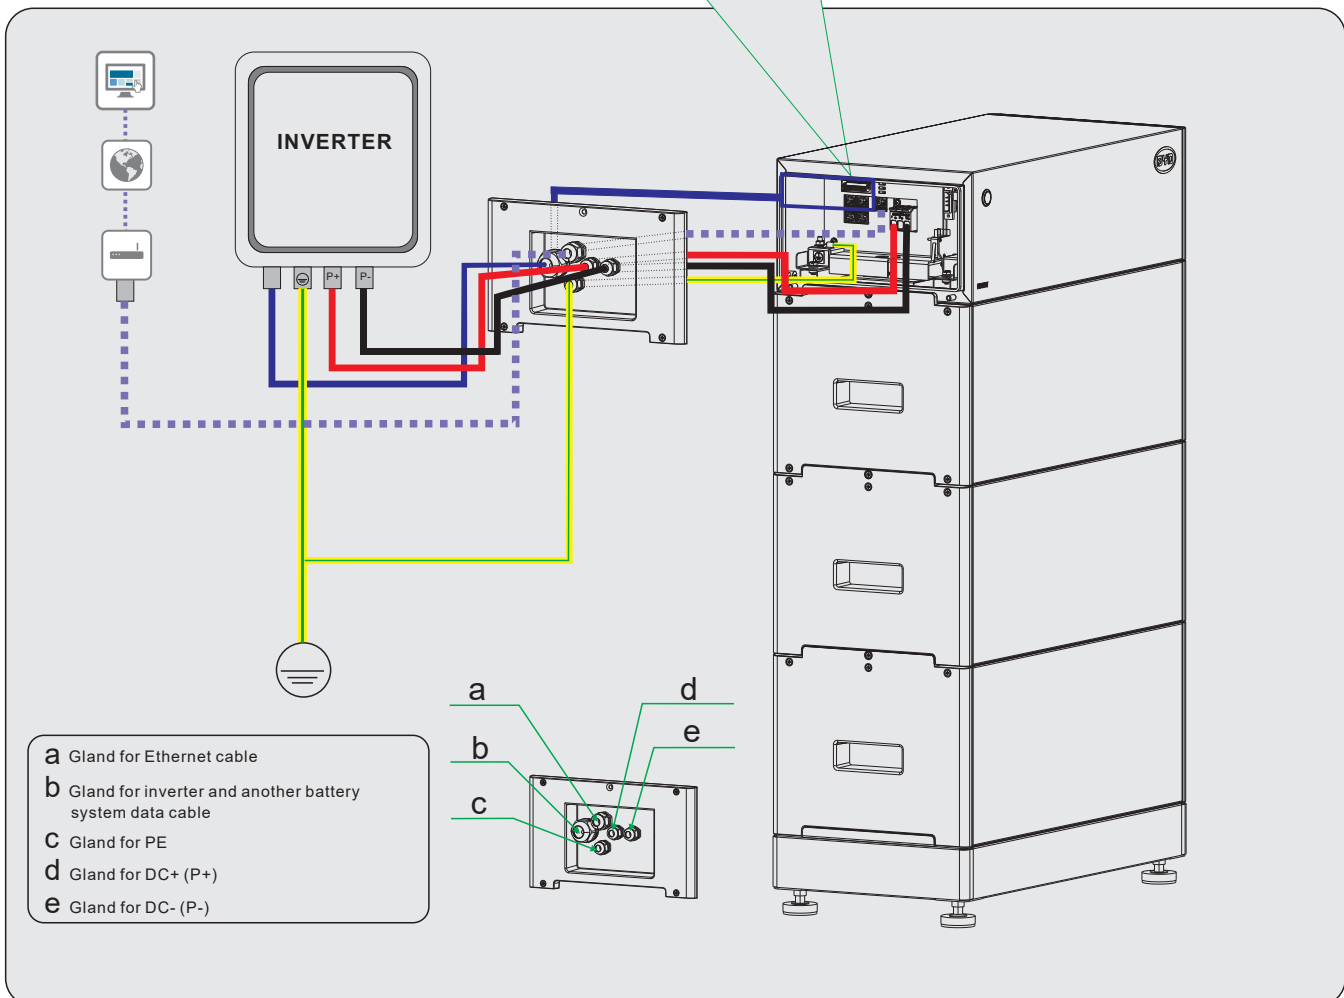 INVERTER
BYD
P+ P-
a
d
b
e
c
a Gland for Ethernet cable
b Gland for inverter and another battery
system data cable
c Gland for PE
d Gland for DC+ (P+)
e Gland for DC- (P-)